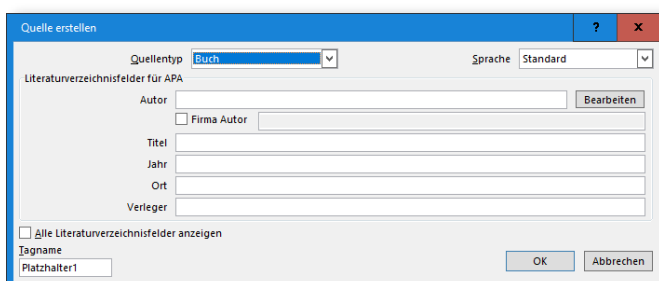 Quelle erstellen ? x
Quellentyp Buch Sprache Standard
Literaturverzeichnisfelder für APA
Autor Bearbeiten
Firma Autor
Titel
Jahr
Ort
Verleger
Alle Literaturverzeichnisfelder anzeigen
Tagname
Platzhalter1 OK Abbrechen